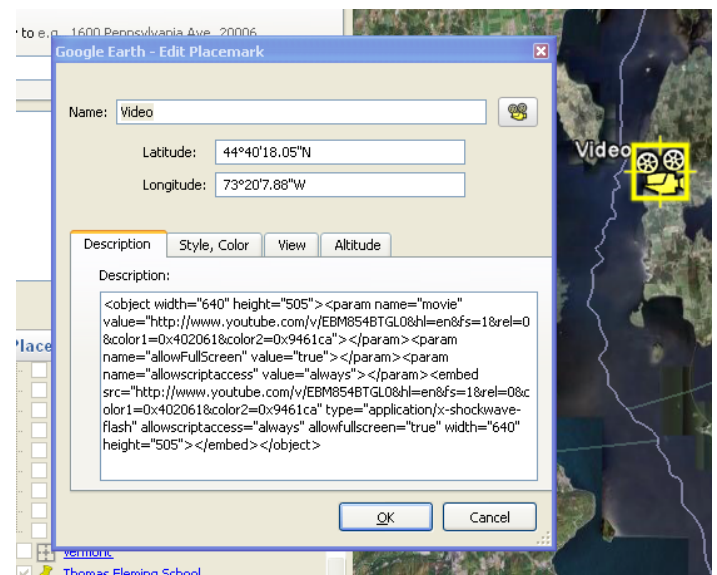 to e.g., 1600 Pennsylvania Ave, 20006
Google Earth - Edit Placemark
Name: Video
Video
Latitude: 44°40'18.05"N
Longitude: 73°20'7.88"W
Description Style, Color View Altitude
Description:
<object width="640" height="505"><param name="movie"
value="http://www.youtube.com/v/EBM854BTGL0&hl=en&fs=1&rel=0
&color1=0x402061&color2=0x9461ca"></param><param
name="allowFullScreen" value="true"></param><param
name="allowscriptaccess" value="always"></param><embed
src="http://www.youtube.com/v/EBM854BTGL0&hl=en&fs=1&rel=0&c
olor1=0x402061&color2=0x9461ca" type="application/x-shockwave-
flash" allowscriptaccess="always" allowfullscreen="true" width="640"
height="505"></embed></object>
Place
OK Cancel
Vermont
Thomas Fleming School